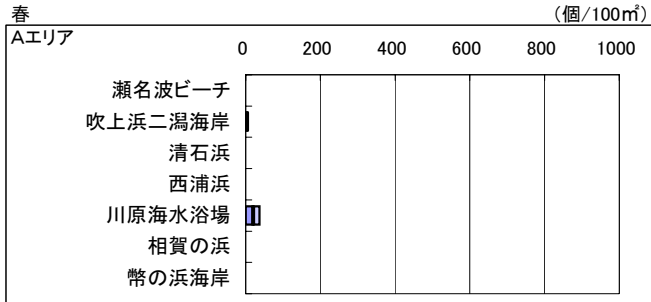 春 (個/100㎡)
Aエリア
0 200 400 600 800 1000
瀬名波ビーチ
吹上浜二潟海岸
清石浜
西浦浜
川原海水浴場
相賀の浜
幣の浜海岸